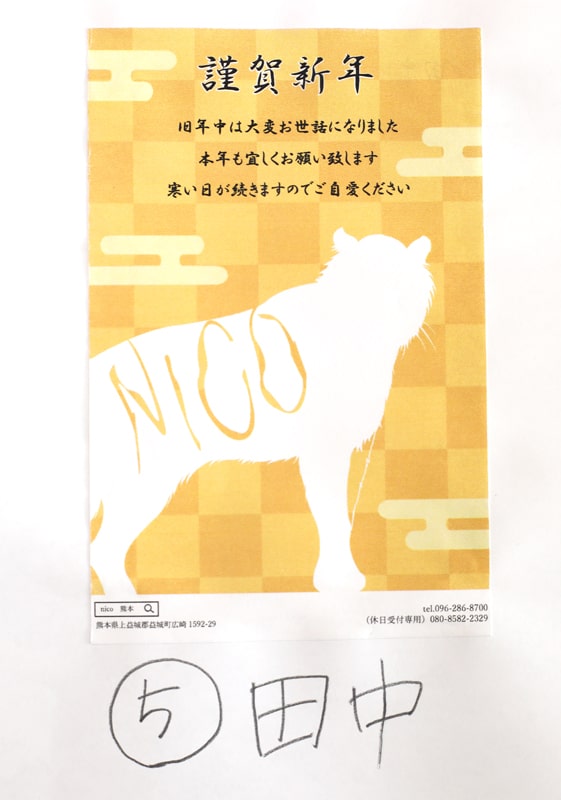 謹賀新年
旧年中は大変お世話になりました
本年も宜しくお願い致します
寒い日が続きますのでご自愛ください
NICO
nico 熊本
熊本県上益城郡益城町広崎 1592-29
tel.096-286-8700
(休日受付専用) 080-8582-2329
⑤ 田中